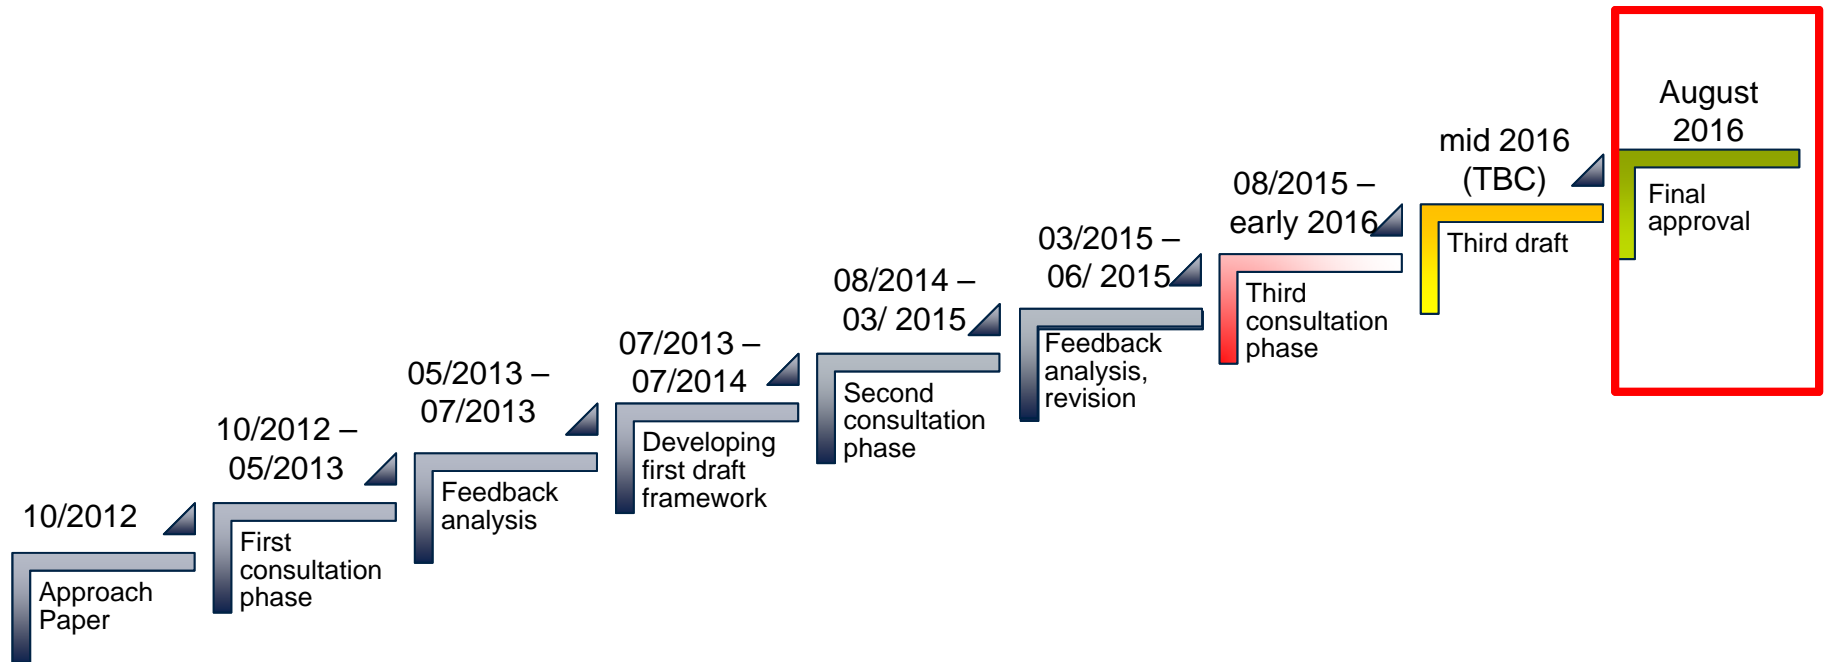 10/2012
Approach
Paper
10/2012 –
05/2013
First
consultation
phase
05/2013 –
07/2013
Feedback
analysis
07/2013 –
07/2014
Developing
first draft
framework
08/2014 –
03/ 2015
Second
consultation
phase
03/2015 –
06/ 2015
Feedback
analysis,
revision
08/2015 –
early 2016
Third
consultation
phase
mid 2016
(TBC)
Third draft
August
2016
Final
approval